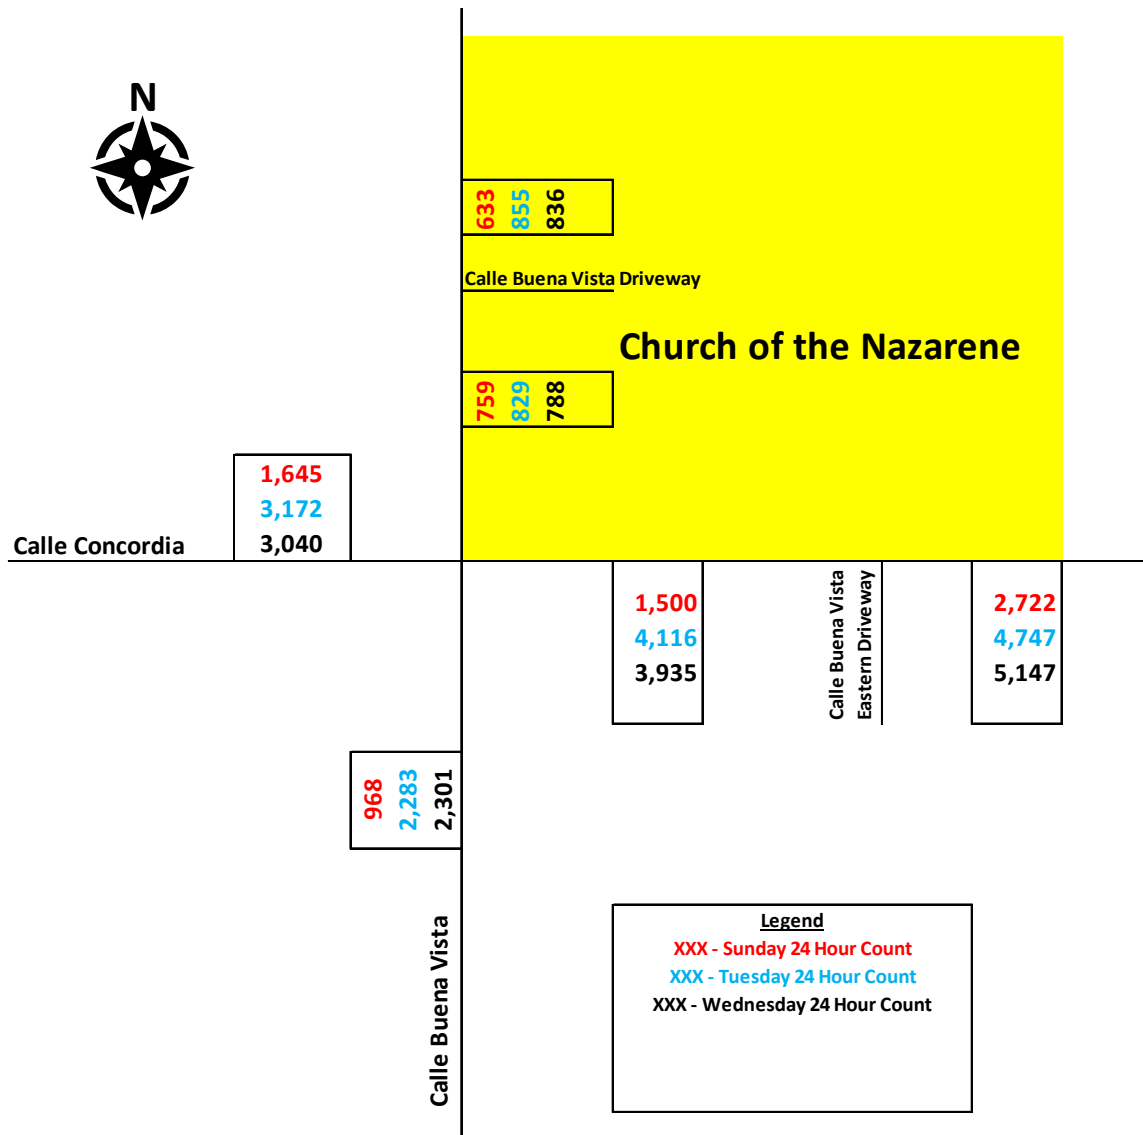 N
633
855
836
Calle Buena Vista Driveway
Church of the Nazarene
759
829
788
1,645
3,172
3,040
Calle Concordia
1,500
4,116
3,935
Calle Buena Vista
Eastern Driveway
2,722
4,747
5,147
968
2,283
2,301
Calle Buena Vista
Legend
XXX - Sunday 24 Hour Count
XXX - Tuesday 24 Hour Count
XXX - Wednesday 24 Hour Count